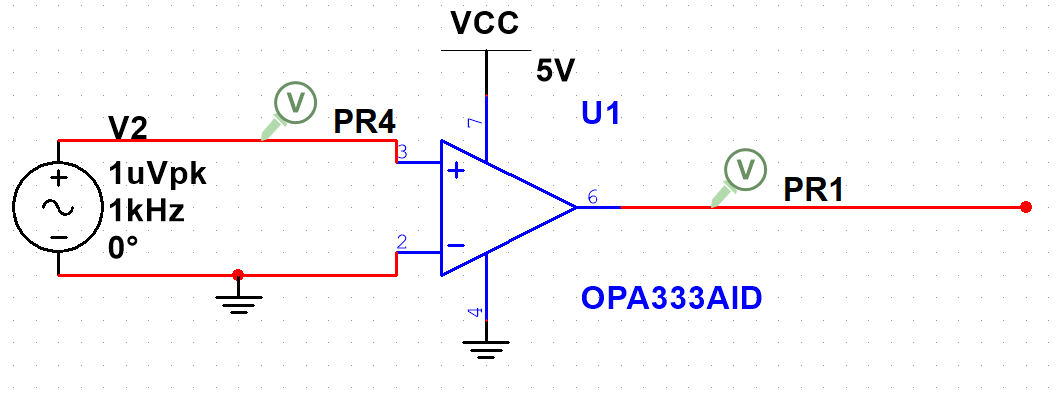 VCC
5V
U1
V2
PR4
V
1uVpk
1kHz
0°
3
2
7
4
6
V
PR1
OPA333AID